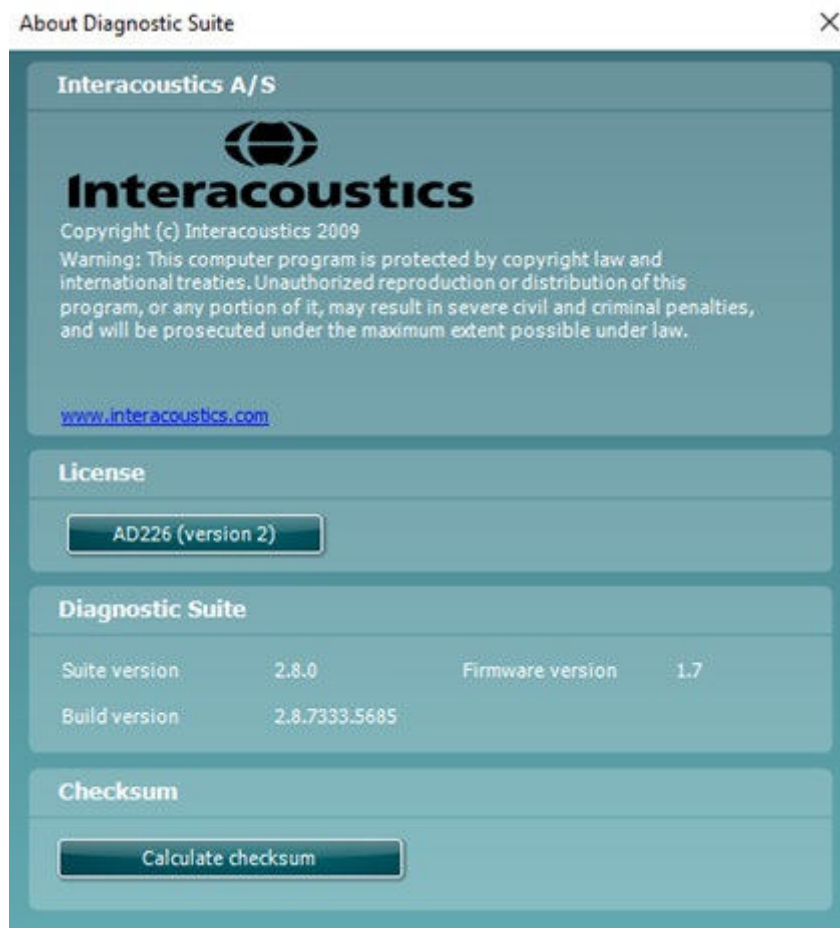 About Diagnostic Suite
Interacoustics A/S
Interacoustics
Copyright (c) Interacoustics 2009
Warning: This computer program is protected by copyright law and
international treaties. Unauthorized reproduction or distribution of this
program, or any portion of it, may result in severe civil and criminal penalties,
and will be prosecuted under the maximum extent possible under law.
www.interacoustics.com
License
AD226 (version 2)
Diagnostic Suite
Suite version 2.8.0 Firmware version 1.7
Build version 2.8.7333.5685
Checksum
Calculate checksum